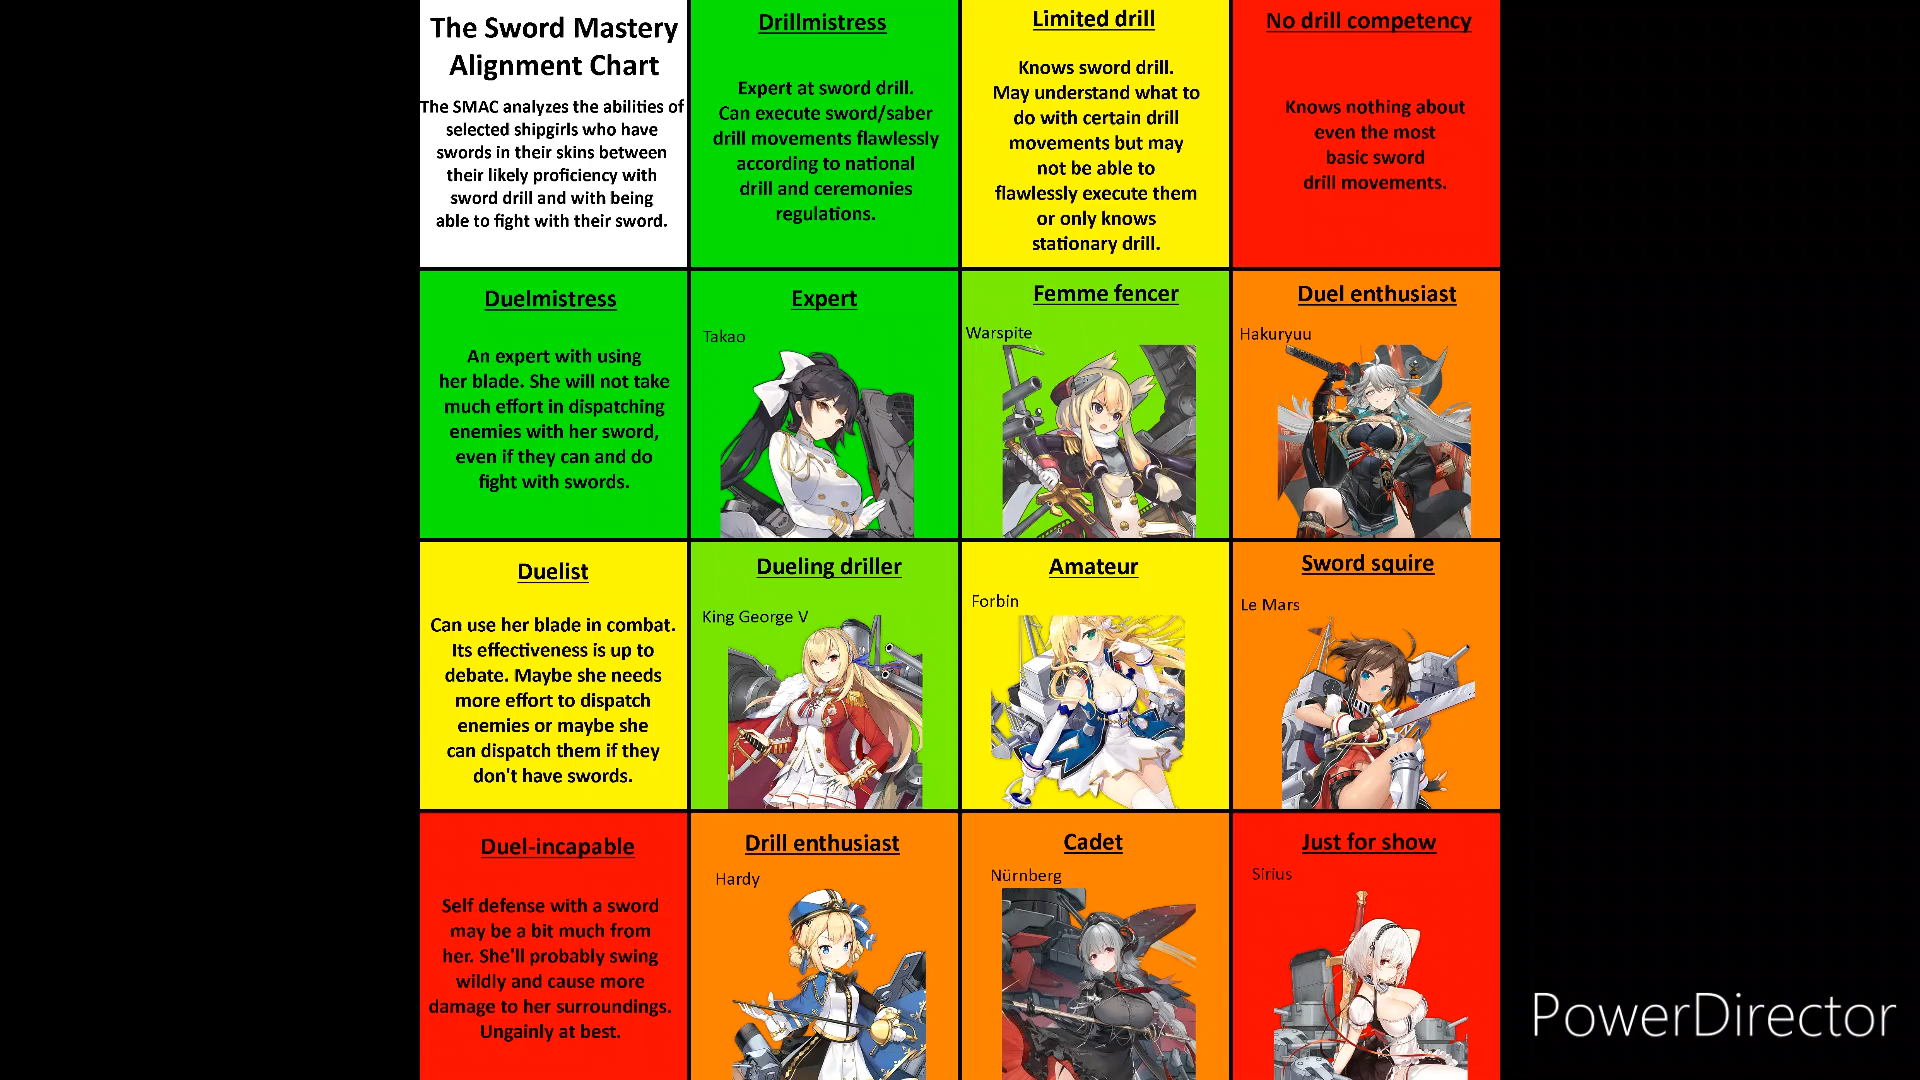 The Sword Mastery
Alignment Chart
The SMAC analyzes the abilities of
selected shipgirls who have
swords in their skins between
their likely proficiency with
sword drill and with being
able to fight with their sword.
Drillmistress
Expert at sword drill.
Can execute sword/saber
drill movements flawlessly
according to national
drill and ceremonies
regulations.
Limited drill
Knows sword drill.
May understand what to
do with certain drill
movements but may
not be able to
flawlessly execute them
or only knows
stationary drill.
No drill competency
Knows nothing about
even the most
basic sword
drill movements.
Duelmistress
An expert with using
her blade. She will not take
much effort in dispatching
enemies with her sword,
even if they can and do
fight with swords.
Expert
Takao
Femme fencer
Warspite
Duel enthusiast
Hakuryuu
Duelist
Can use her blade in combat.
Its effectiveness is up to
debate. Maybe she needs
more effort to dispatch
enemies or maybe she
can dispatch them if they
don't have swords.
Dueling driller
King George V
Amateur
Forbin
Sword squire
Le Mars
Duel-incapable
Self defense with a sword
may be a bit much from
her. She'll probably swing
wildly and cause more
damage to her surroundings.
Ungainly at best.
Drill enthusiast
Hardy
Cadet
Nürnberg
Just for show
Sirius
PowerDirector